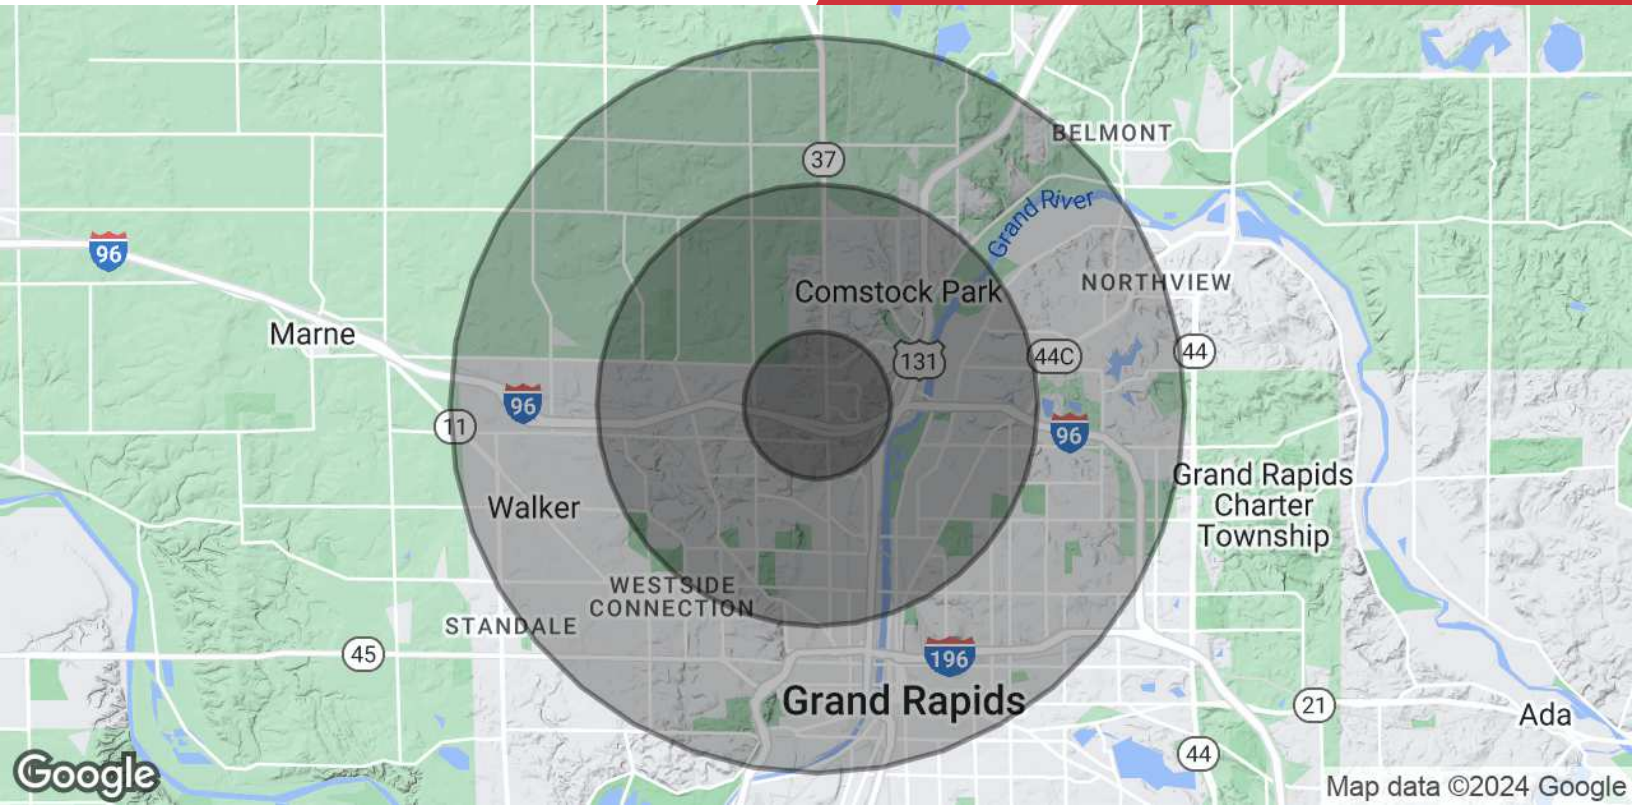 BELMONT
37
Grand River
96
NORTHVIEW
Comstock Park
Marne
131
44C
44
96
11
96
Grand Rapids
Charter
Township
Walker
WESTSIDE
CONNECTION
STANDALE
45
196
Grand Rapids
21
Ada
44
Google
Map data ©2024 Google